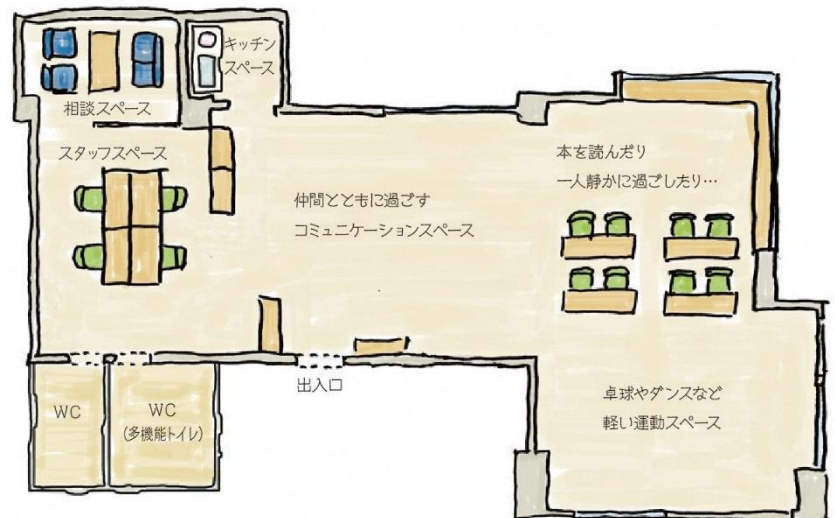 キッチン
スペース
相談スペース
スタッフスペース
本を読んだり
一人静かに過ごしたり…
仲間とともに過ごす
コミュニケーションスペース
出入口
卓球やダンスなど
軽い運動スペース
WC
WC
(多機能トイレ)